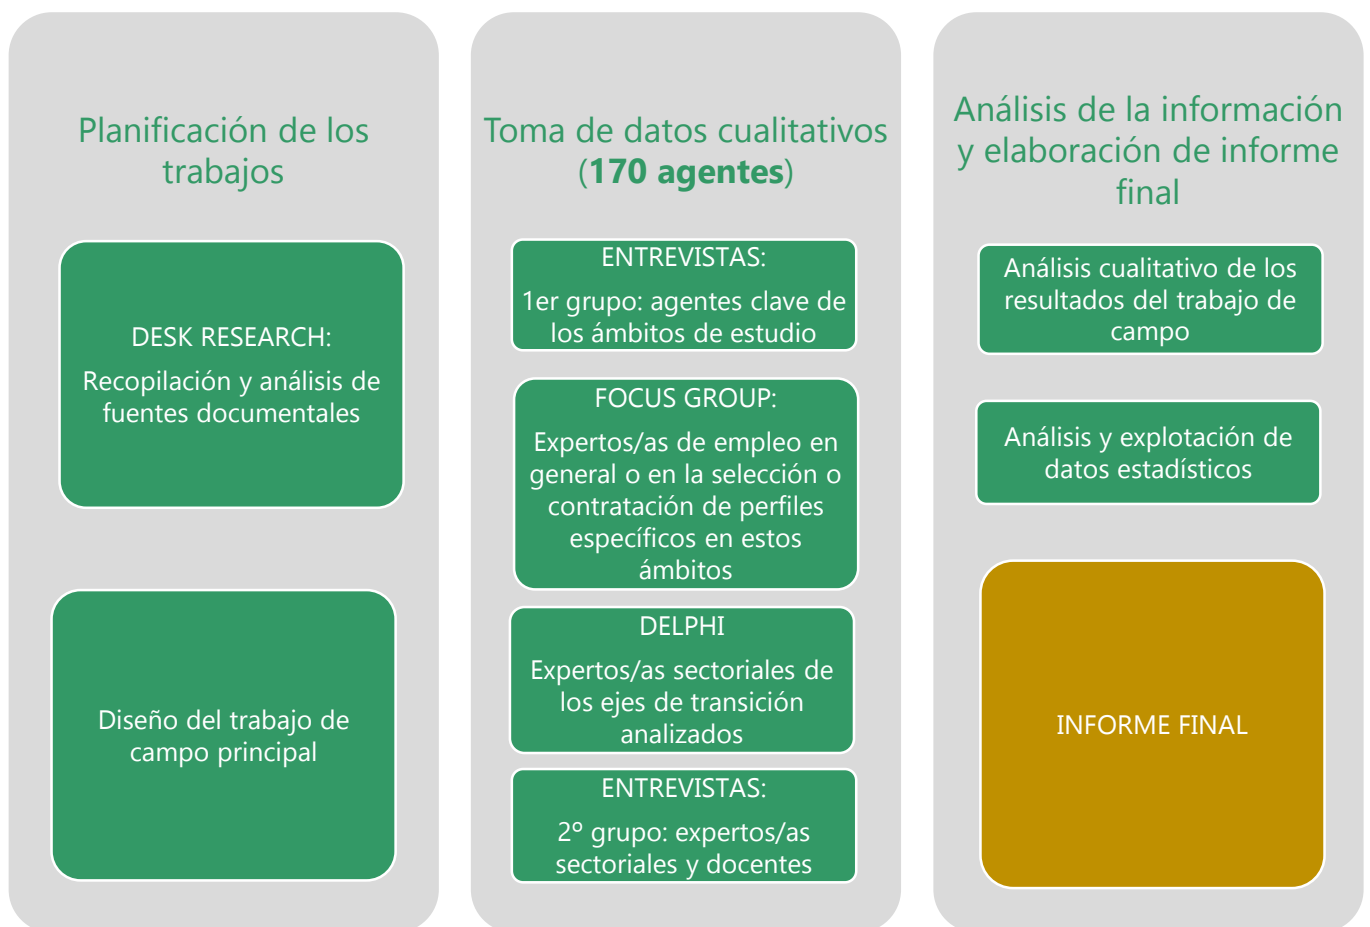 Planificación de los
trabajos
DESK RESEARCH:
Recopilación y análisis de
fuentes documentales
Diseño del trabajo de
campo principal
Toma de datos cualitativos
(170 agentes)
ENTREVISTAS:
1er grupo: agentes clave de
los ámbitos de estudio
FOCUS GROUP:
Expertos/as de empleo en
general o en la selección o
contratación de perfiles
específicos en estos
ámbitos
DELPHI
Expertos/as sectoriales de
los ejes de transición
analizados
ENTREVISTAS:
2º grupo: expertos/as
sectoriales y docentes
Análisis de la información
y elaboración de informe
final
Análisis cualitativo de los
resultados del trabajo de
campo
Análisis y explotación de
datos estadísticos
INFORME FINAL